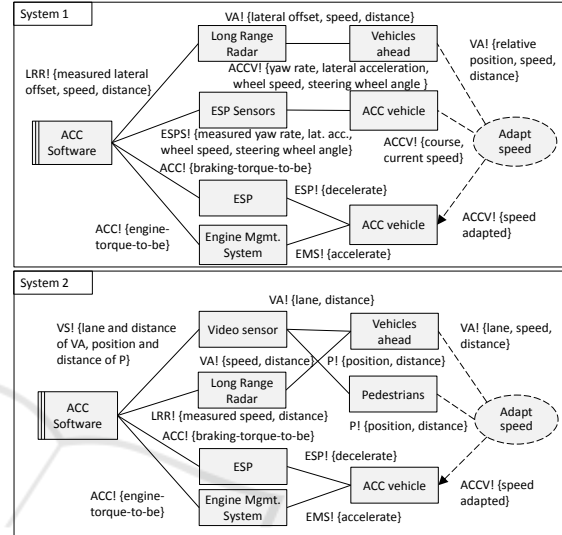 System 1
VA! {lateral offset, speed, distance}
Long Range
Radar
Vehicles
ahead
VA! {relative
position, speed,
distance}
LRR! {measured lateral
offset, speed, distance}
ACCV! {yaw rate, lateral acceleration,
wheel speed, steering wheel angle }
ACC
Software
ESP Sensors
ACC vehicle
Adapt
speed
ESPS! {measured yaw rate, lat. acc.,
wheel speed, steering wheel angle}
ACCV! {course,
current speed}
ACC! {braking-torque-to-be}
ESP
ESP! {decelerate}
ACC vehicle
ACC! {engine-
torque-to-be}
Engine Mgmt.
System
EMS! {accelerate}
ACCV! {speed
adapted}
System 2
VA! {lane, distance}
VS! {lane and distance
of VA, position and
distance of P}
Video sensor
Vehicles
ahead
VA! {lane, speed,
distance}
VA! {speed, distance}
P! {position, distance}
ACC
Software
Long Range
Radar
Pedestrians
Adapt
speed
LRR! {measured speed, distance}
P! {position, distance}
ACC! {braking-torque-to-be}
ESP
ESP! {decelerate}
ACC vehicle
ACC! {engine-
torque-to-be}
Engine Mgmt.
System
EMS! {accelerate}
ACCV! {speed
adapted}